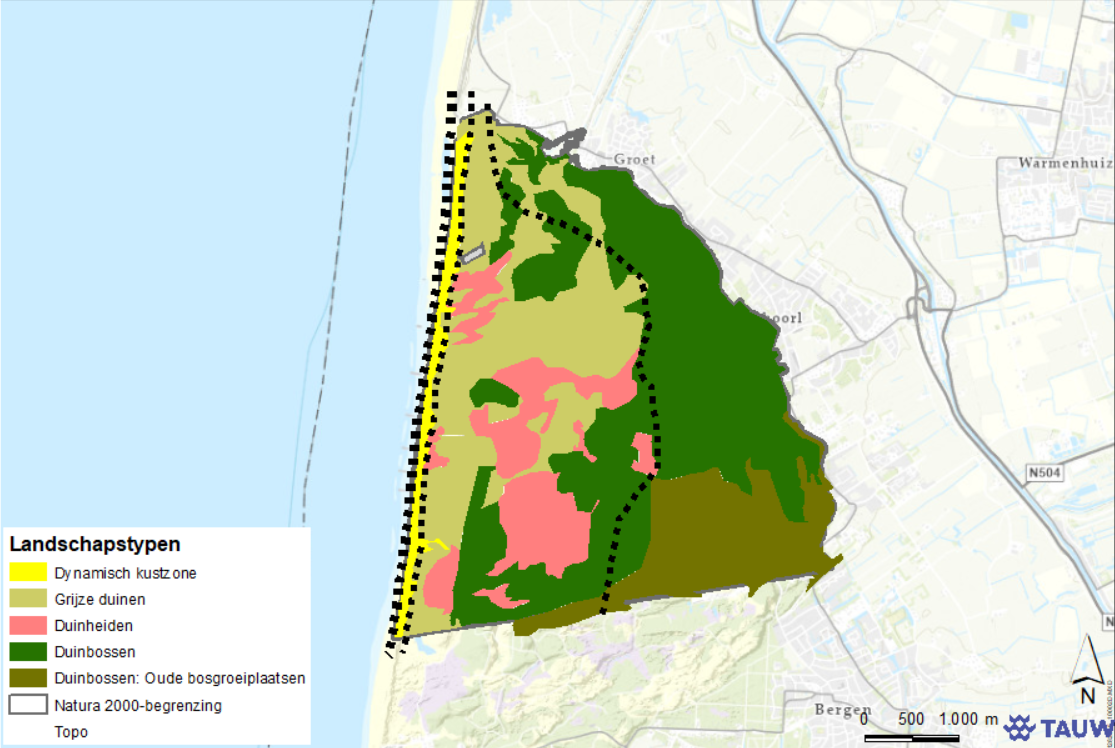 Groet
Warmenhuiz
oorl
N504
Landschapstypen
Dynamisch kustzone
Grijze duinen
Duinheiden
Duinbossen
Duinbossen: Oude bosgroeiplaatsen
Natura 2000-begrenzing
Topo
N
Bergen
N
0 500 1.000 m
TAUW